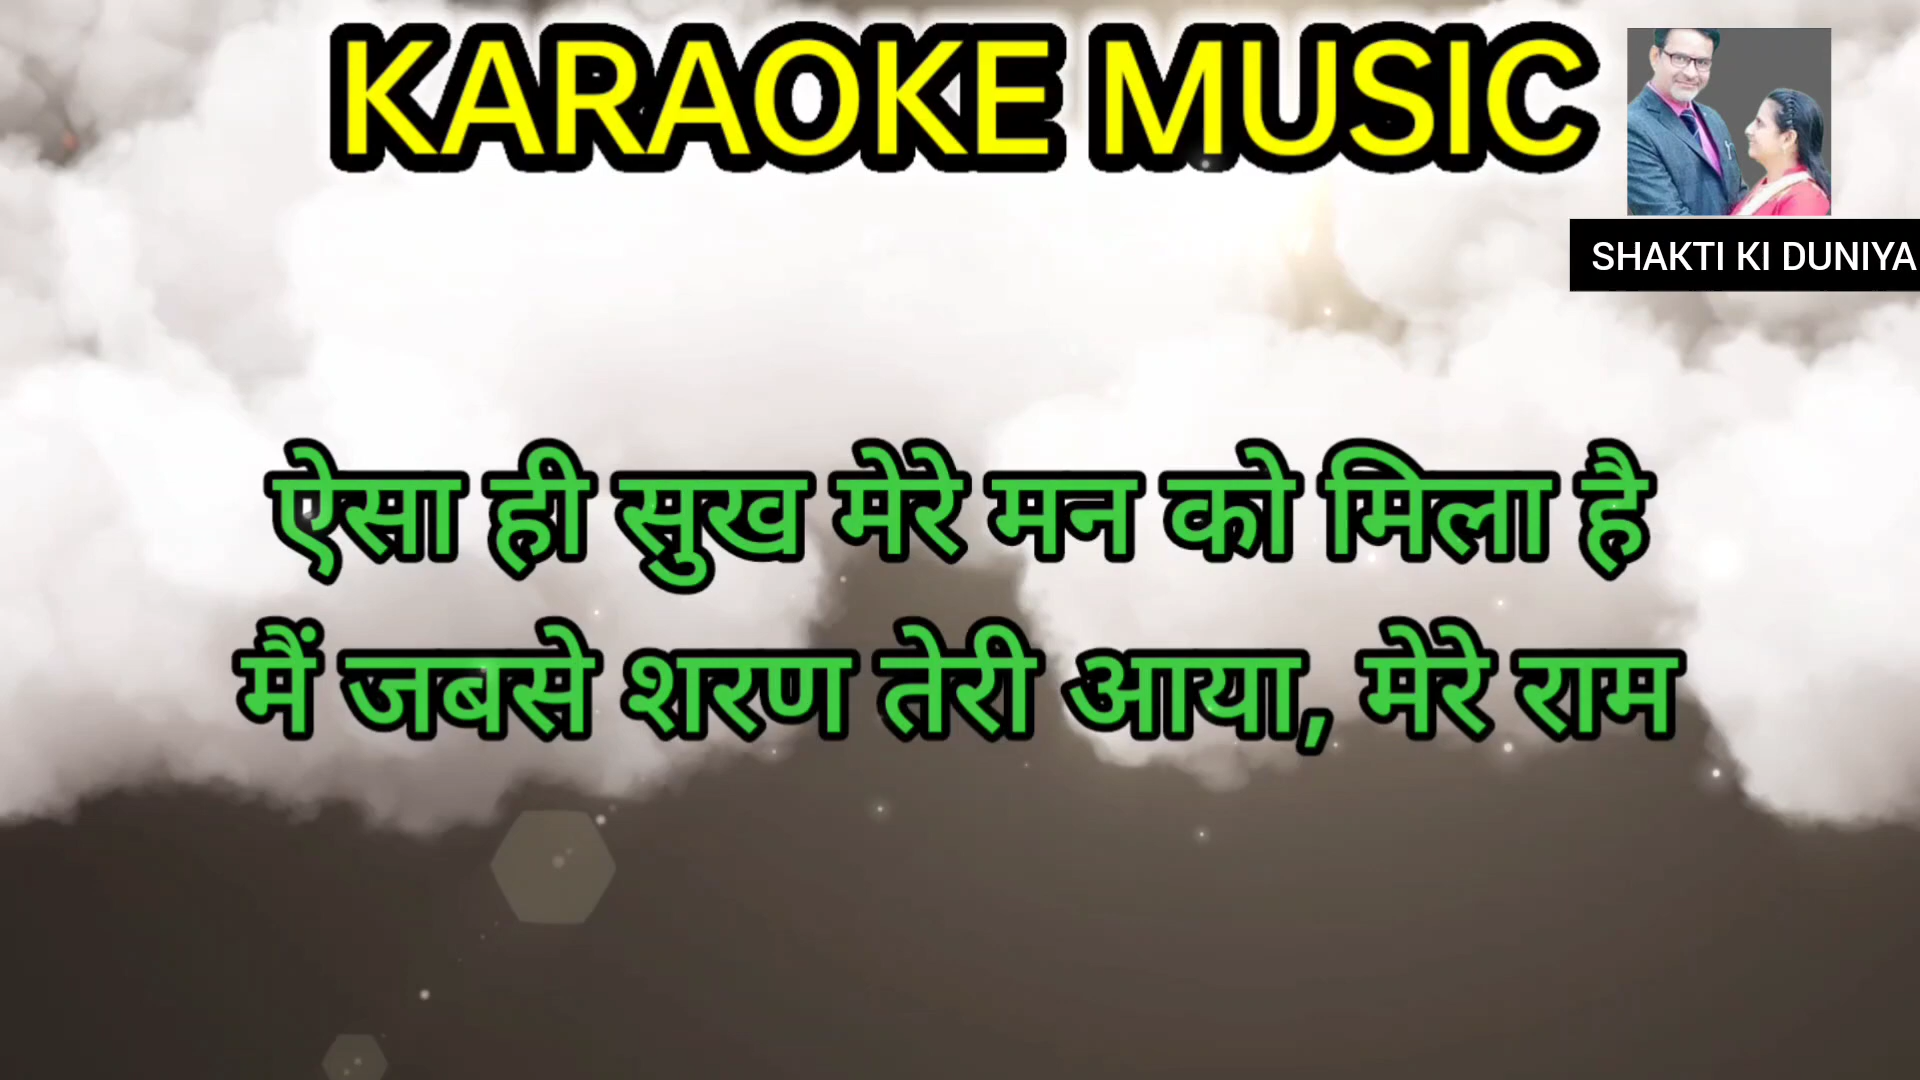 KARAOKE MUSIC
SHAKTI KI DUNIYA
ऐसा ही सुख मेरे मन को मिला है
मैं जबसे शरण तेरी आया, मेरे राम